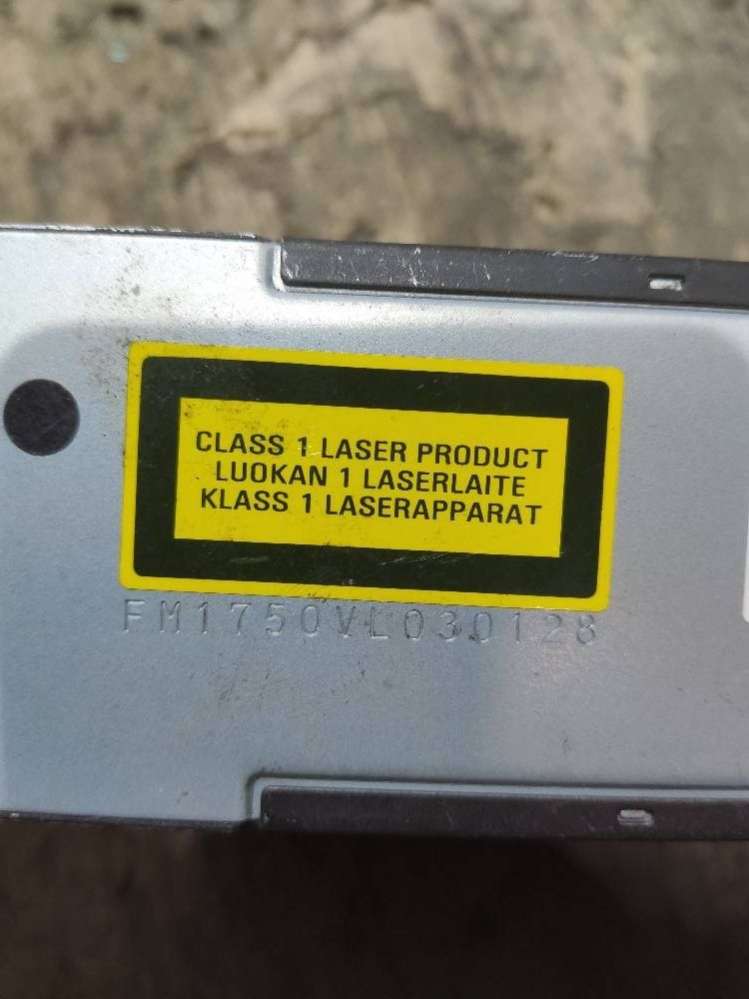 CLASS 1 LASER PRODUCT
LUOKAN 1 LASERLAITE
KLASS 1 LASERAPPARAT
FM1750VL030128